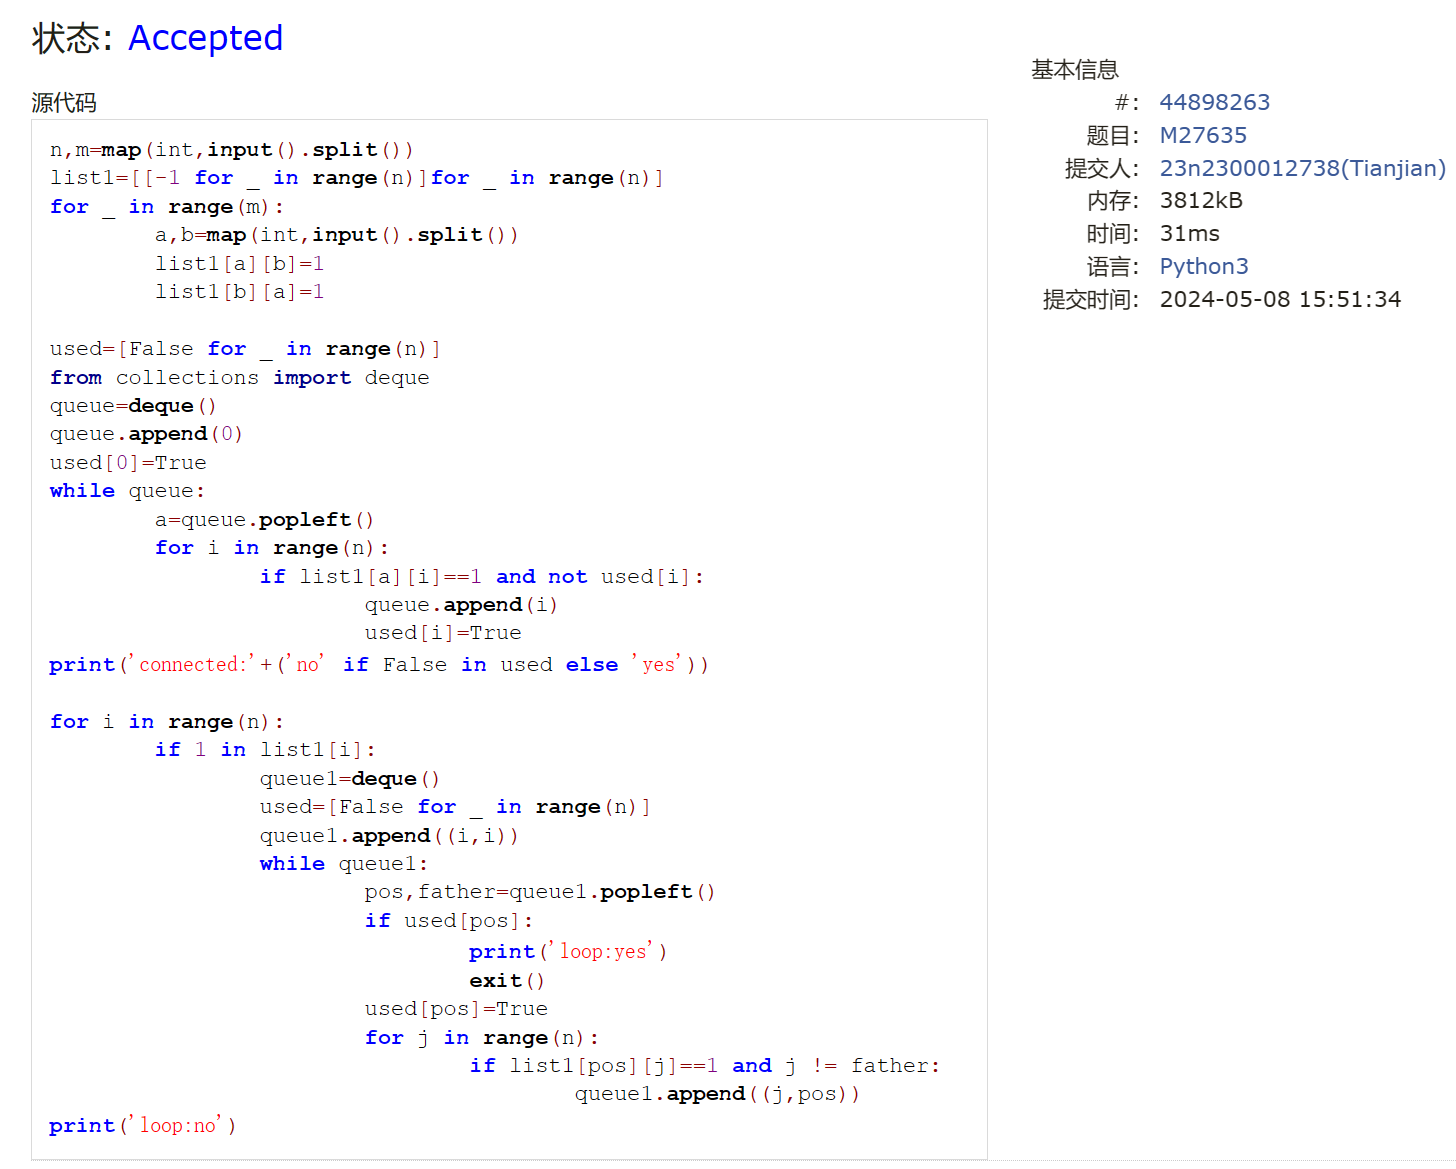 状态: Accepted
源代码
n,m=map(int,input().split())
list1=[[-1 for _ in range(n)]for _ in range(n)]
for _ in range(m):
        a,b=map(int,input().split())
        list1[a][b]=1
        list1[b][a]=1

used=[False for _ in range(n)]
from collections import deque
queue=deque()
queue.append(0)
used[0]=True
while queue:
        a=queue.popleft()
        for i in range(n):
                if list1[a][i]==1 and not used[i]:
                        queue.append(i)
                        used[i]=True
print('connected:'+('no' if False in used else 'yes'))

for i in range(n):
        if 1 in list1[i]:
                queue1=deque()
                used=[False for _ in range(n)]
                queue1.append((i,i))
                while queue1:
                        pos,father=queue1.popleft()
                        if used[pos]:
                                print('loop:yes')
                                exit()
                        used[pos]=True
                        for j in range(n):
                                if list1[pos][j]==1 and j != father:
                                        queue1.append((j,pos))
print('loop:no')
基本信息
#: 44898263
题目: M27635
提交人: 23n2300012738(Tianjian)
内存: 3812kB
时间: 31ms
语言: Python3
提交时间: 2024-05-08 15:51:34